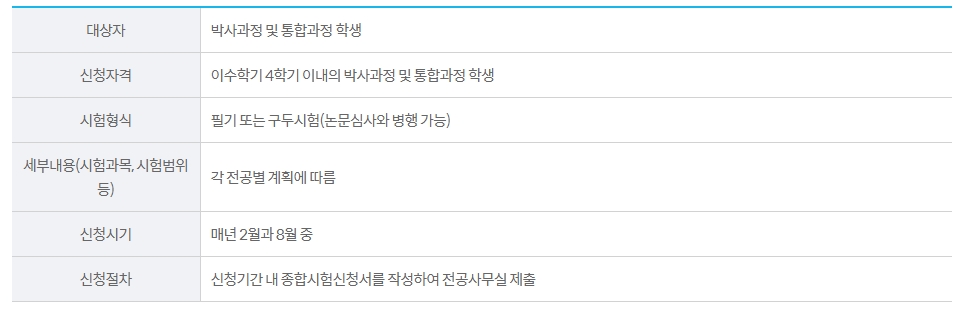 대상자
박사과정 및 통합과정 학생
신청자격
이수학기 4학기 이내의 박사과정 및 통합과정 학생
시험형식
필기 또는 구두시험(논문심사와 병행 가능)
세부내용(시험과목, 시험범위
등)
각 전공별 계획에 따름
신청시기
매년 2월과 8월 중
신청절차
신청기간 내 종합시험신청서를 작성하여 전공사무실 제출